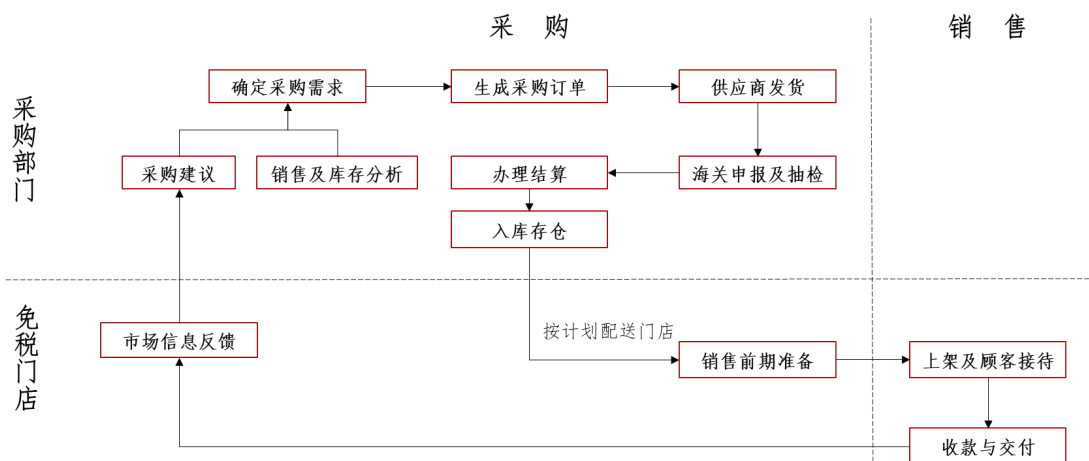 采 购
销 售
采购部门
确定采购需求
生成采购订单
供应商发货
采购建议
销售及库存分析
办理结算
海关申报及抽检
入库存仓
免税门店
市场信息反馈
按计划配送门店
销售前期准备
上架及顾客接待
收款与交付